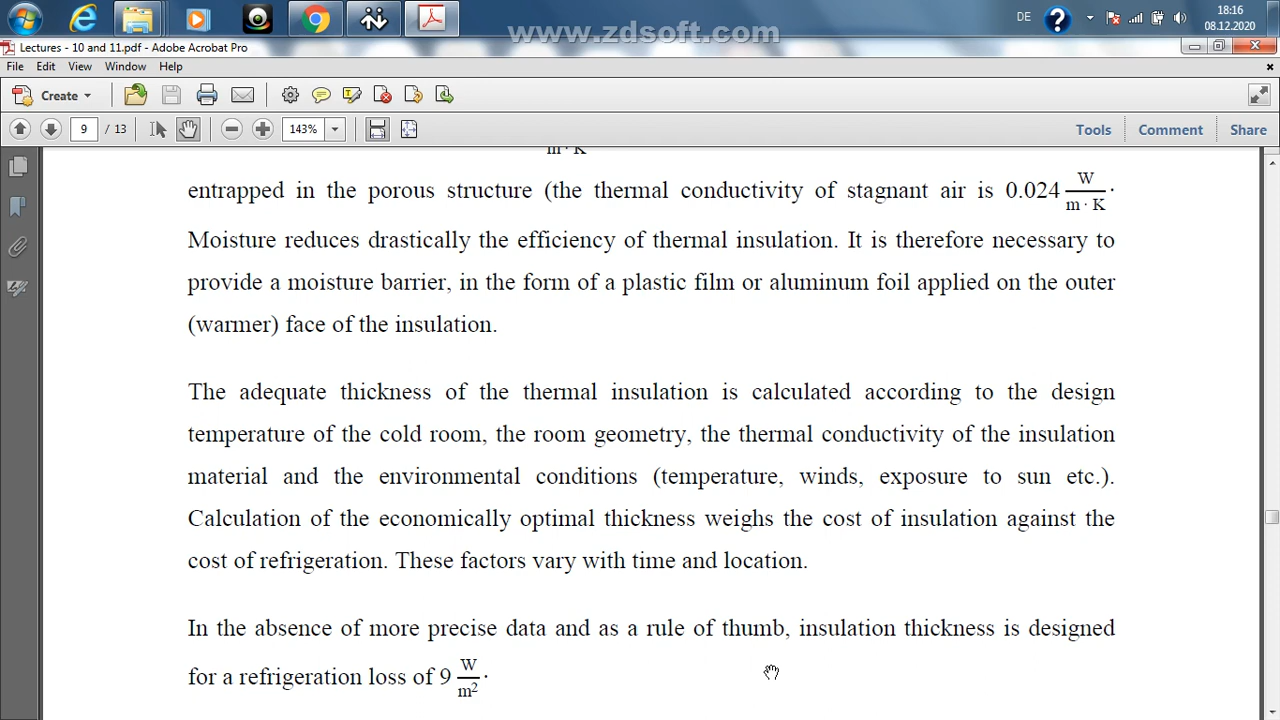 www.zdsoft.com
DE
18:16
08.12.2020
Lectures - 10 and 11.pdf - Adobe Acrobat Pro
File Edit View Window Help
Create
9 / 13 143% Tools Comment Share
m · K
entrapped in the porous structure (the thermal conductivity of stagnant air is 0.024 W/m · K.
Moisture reduces drastically the efficiency of thermal insulation. It is therefore necessary to
provide a moisture barrier, in the form of a plastic film or aluminum foil applied on the outer
(warmer) face of the insulation.
The adequate thickness of the thermal insulation is calculated according to the design
temperature of the cold room, the room geometry, the thermal conductivity of the insulation
material and the environmental conditions (temperature, winds, exposure to sun etc.).
Calculation of the economically optimal thickness weighs the cost of insulation against the
cost of refrigeration. These factors vary with time and location.
In the absence of more precise data and as a rule of thumb, insulation thickness is designed
for a refrigeration loss of 9 W/m².